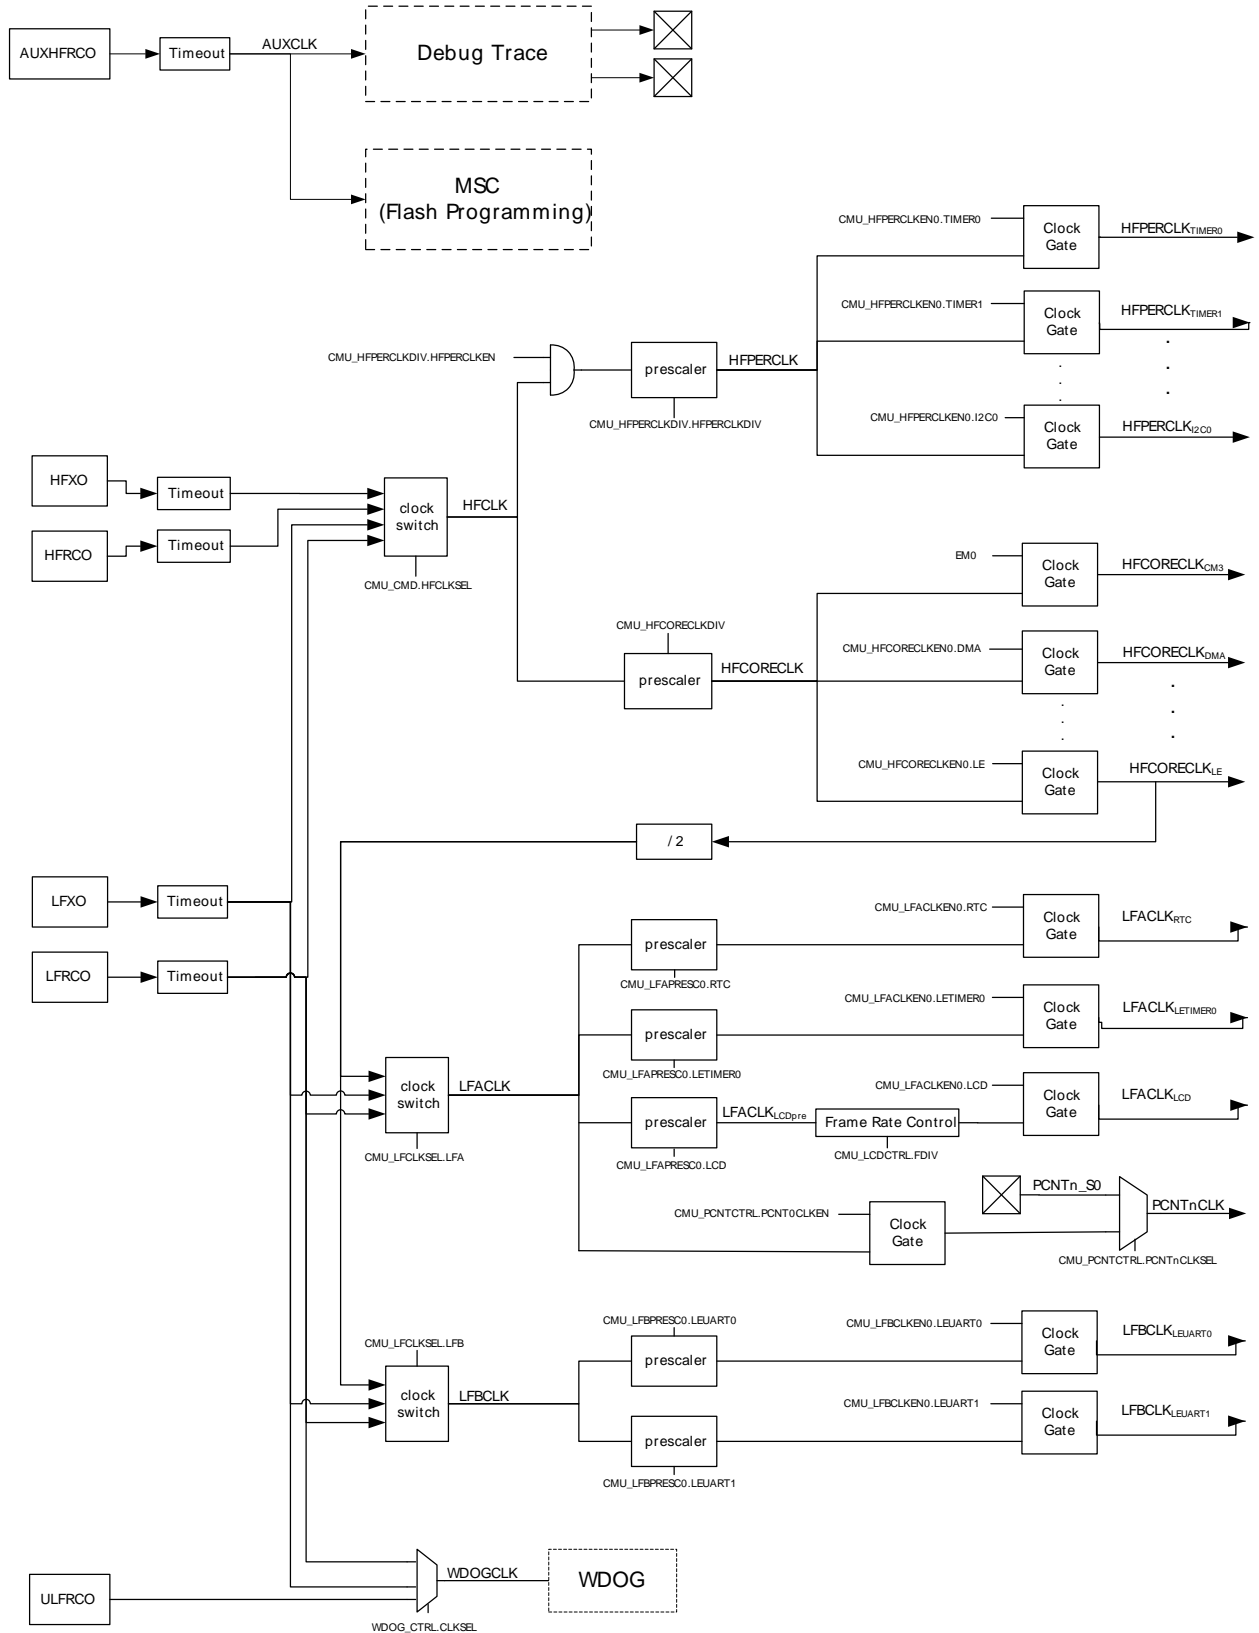 AUXHFRCO
Timeout
AUXCLK
Debug Trace
MSC
(Flash Programming)
CMU_HFPERCLKEN0.TIMER0
Clock
Gate
HFPERCLKTIMER0
CMU_HFPERCLKEN0.TIMER1
Clock
Gate
HFPERCLKTIMER1
CMU_HFPERCLKDIV.HFPERCLKEN
prescaler
HFPERCLK
CMU_HFPERCLKDIV.HFPERCLKDIV
CMU_HFPERCLKEN0.I2C0
Clock
Gate
HFPERCLKI2C0
HFXO
Timeout
HFRCO
Timeout
clock
switch
HFCLK
CMU_CMD.HFCLKSEL
EM0
Clock
Gate
HFCORECLKCM3
CMU_HFCORECLKDIV
prescaler
HFCORECLK
CMU_HFCORECLKEN0.DMA
Clock
Gate
HFCORECLKDMA
CMU_HFCORECLKEN0.LE
Clock
Gate
HFCORECLKLE
/ 2
LFXO
Timeout
LFRCO
Timeout
prescaler
CMU_LFAPRESC0.RTC
CMU_LFACLKEN0.RTC
Clock
Gate
LFACLKRTC
prescaler
CMU_LFAPRESC0.LETIMER0
CMU_LFACLKEN0.LETIMER0
Clock
Gate
LFACLKLETIMER0
clock
switch
LFACLK
CMU_LFCLKSEL.LFA
prescaler
CMU_LFAPRESC0.LCD
LFACLKLCDpre
Frame Rate Control
CMU_LCDCTRL.FDIV
CMU_LFACLKEN0.LCD
Clock
Gate
LFACLKLCD
PCNTn_S0
PCNTnCLK
CMU_PCNTCTRL.PCNT0CLKEN
Clock
Gate
CMU_PCNTCTRL.PCNTnCLKSEL
CMU_LFCLKSEL.LFB
clock
switch
LFBCLK
CMU_LFBPRESC0.LEUART0
prescaler
CMU_LFBCLKEN0.LEUART0
Clock
Gate
LFBCLKLEUART0
prescaler
CMU_LFBPRESC0.LEUART1
CMU_LFBCLKEN0.LEUART1
Clock
Gate
LFBCLKLEUART1
ULFRCO
WDOGCLK
WDOG
WDOG_CTRL.CLKSEL